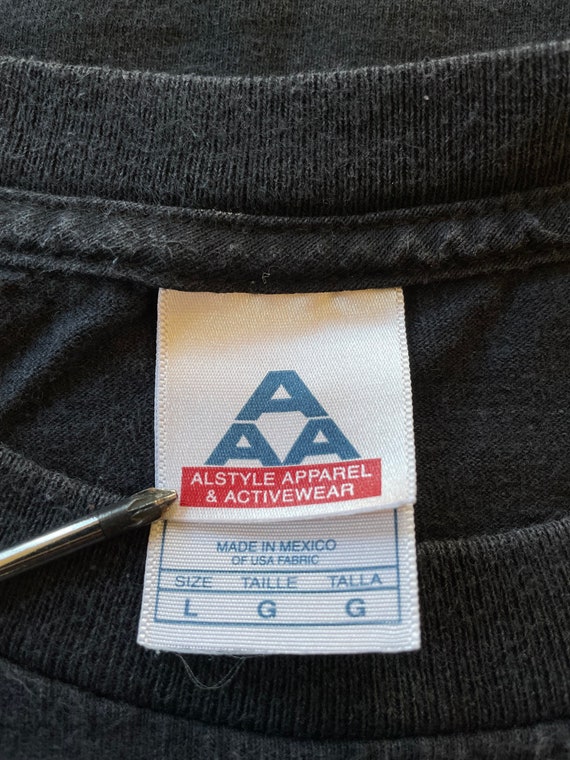 A
AA
ALSTYLE APPAREL
& ACTIVEWEAR
MADE IN MEXICO
OF USA FABRIC
SIZE TAILLE TALLA
L G G